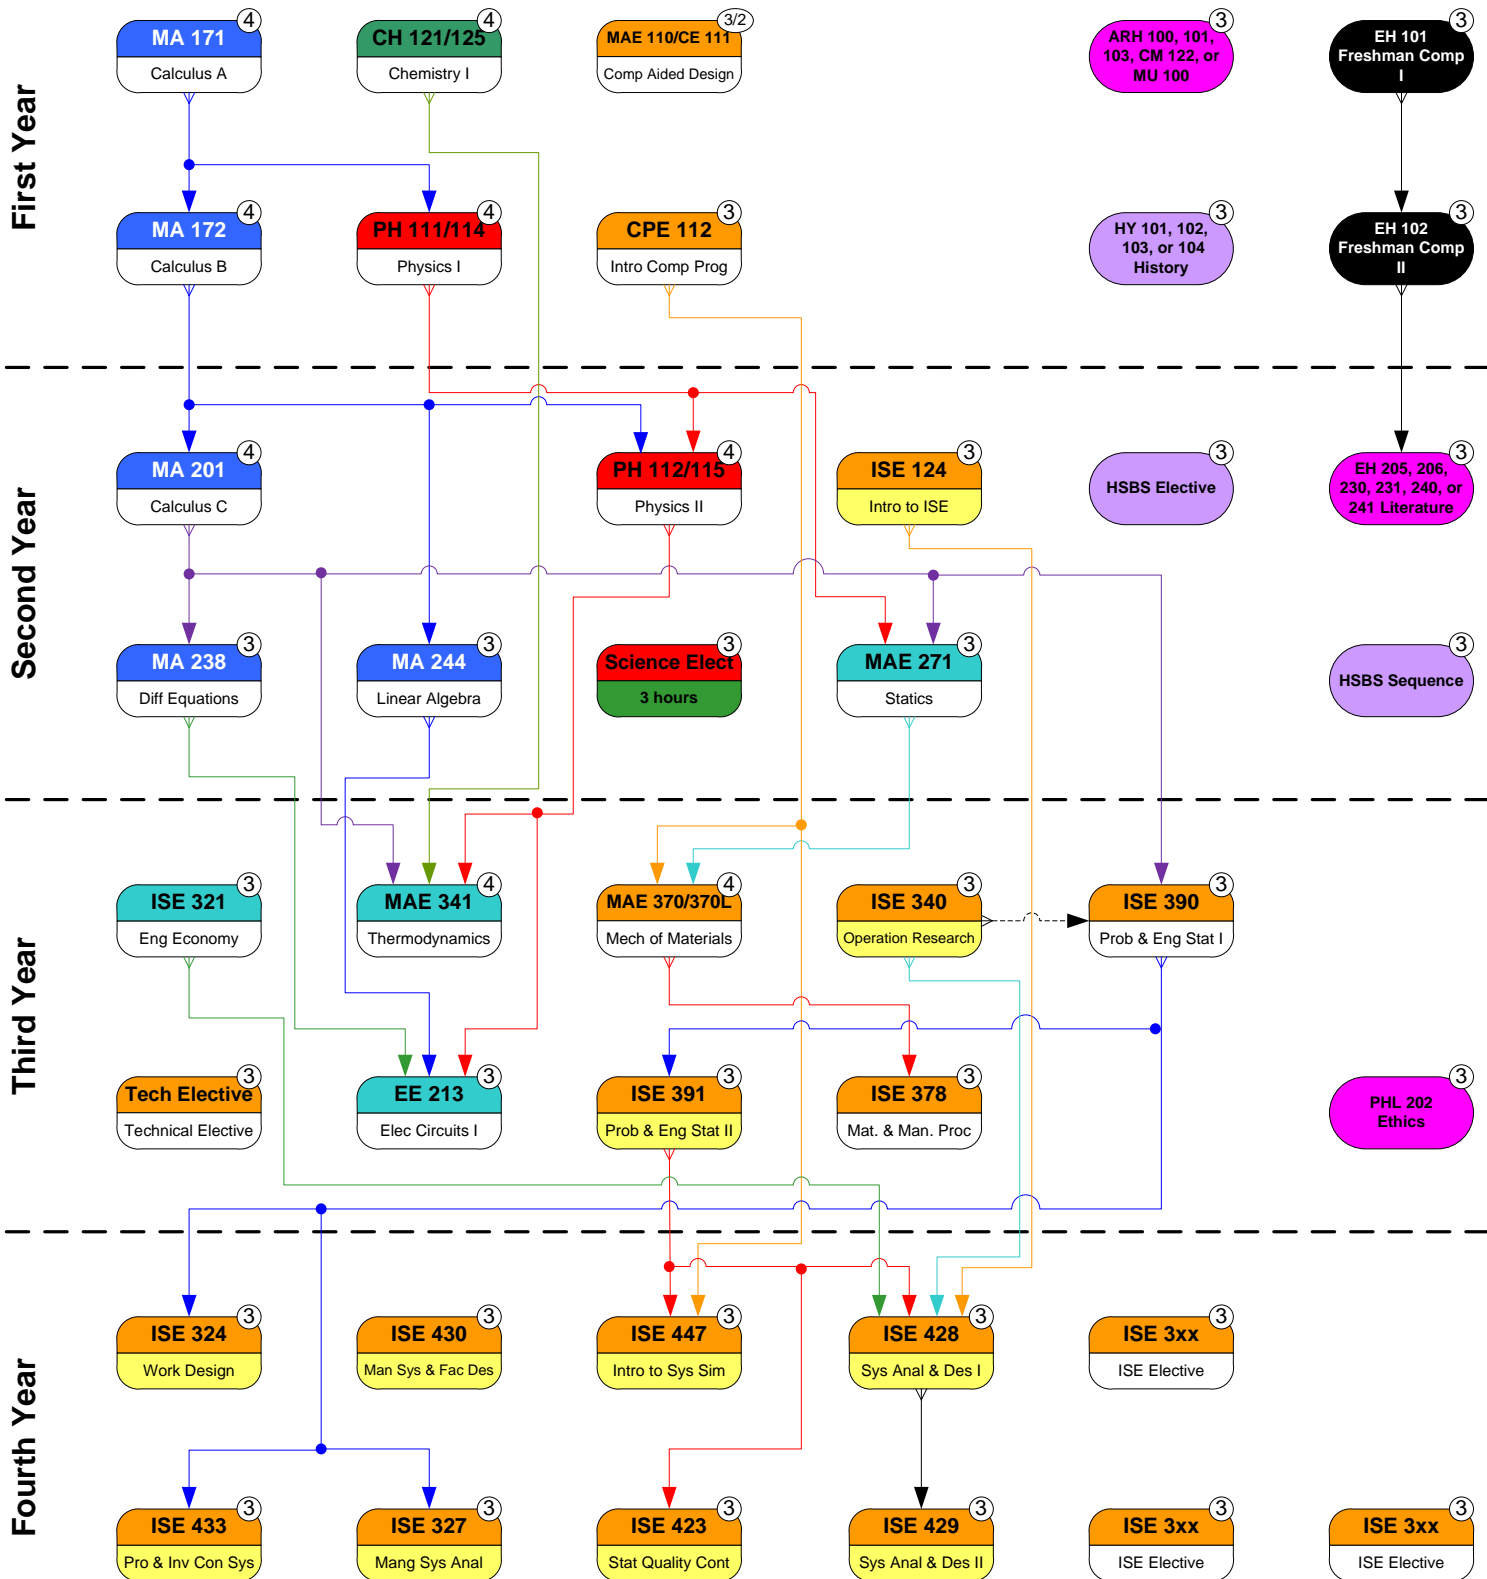 First Year
MA 171
4
Calculus A
CH 121/125
4
Chemistry I
MAE 110/CE 111
3/2
Comp Aided Design
ARH 100, 101,
103, CM 122, or
MU 100
3
EH 101
Freshman Comp
I
3
MA 172
4
Calculus B
PH 111/114
4
Physics I
CPE 112
3
Intro Comp Prog
HY 101, 102,
103, or 104
History
3
EH 102
Freshman Comp
II
3
Second Year
MA 201
4
Calculus C
PH 112/115
4
Physics II
ISE 124
3
Intro to ISE
HSBS Elective
3
EH 205, 206,
230, 231, 240, or
241 Literature
3
MA 238
3
Diff Equations
MA 244
3
Linear Algebra
Science Elect
3
3 hours
MAE 271
3
Statics
HSBS Sequence
3
Third Year
ISE 321
3
Eng Economy
MAE 341
4
Thermodynamics
MAE 370/370L
4
Mech of Materials
ISE 340
3
Operation Research
ISE 390
3
Prob & Eng Stat I
Tech Elective
3
Technical Elective
EE 213
3
Elec Circuits I
ISE 391
3
Prob & Eng Stat II
ISE 378
3
Mat. & Man. Proc
PHL 202
Ethics
3
Fourth Year
ISE 324
3
Work Design
ISE 430
3
Man Sys & Fac Des
ISE 447
3
Intro to Sys Sim
ISE 428
3
Sys Anal & Des I
ISE 3xx
3
ISE Elective
ISE 433
3
Pro & Inv Con Sys
ISE 327
3
Mang Sys Anal
ISE 423
3
Stat Quality Cont
ISE 429
3
Sys Anal & Des II
ISE 3xx
3
ISE Elective
ISE 3xx
3
ISE Elective